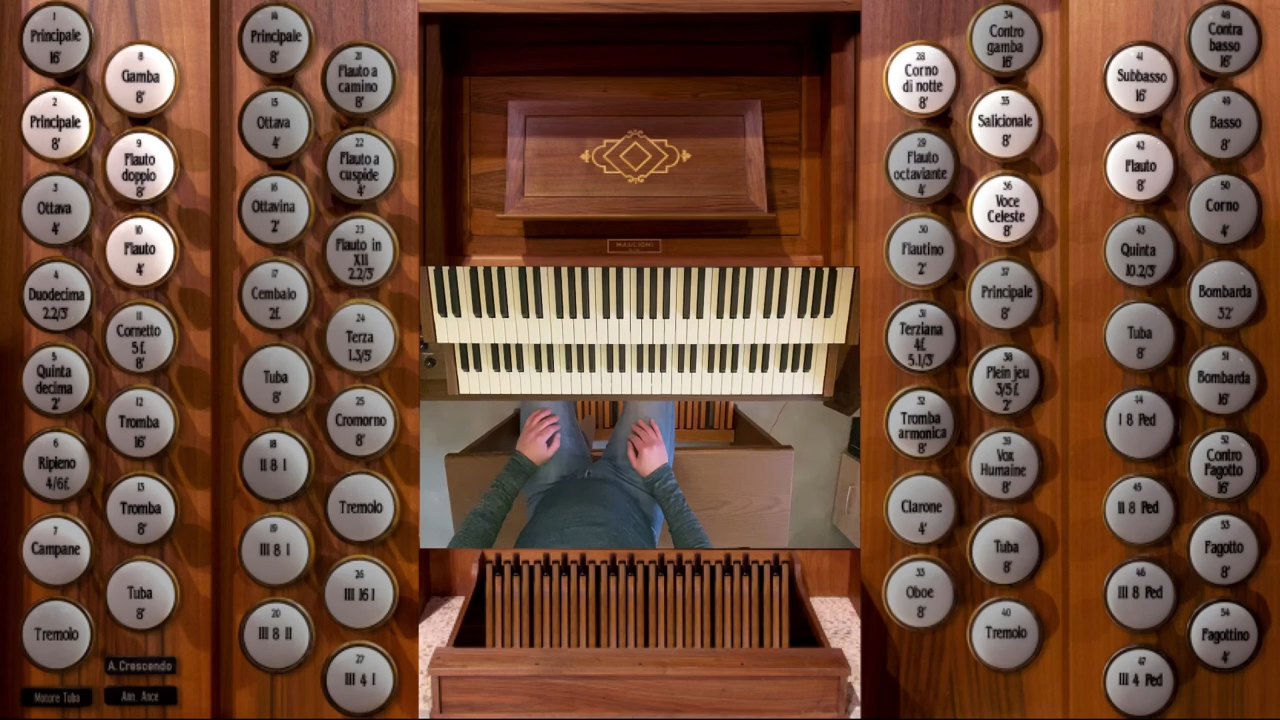 1
Principale
16'
2
Principale
8'
3
Ottava
4'
4
Duodecima
2.2/3'
5
Quinta
decima
2'
6
Ripieno
4/6f.
7
Campane
Tremolo
8
Gamba
8'
9
Flauto
doppio
8'
10
Flauto
4'
11
Cornetto
5 f.
8'
12
Tromba
16'
13
Tromba
8'
Tuba
8'
A. Crescendo
Motore Tuba
Ann. Ance
14
Principale
8'
15
Ottava
4'
16
Ottavina
2'
17
Cembalo
2f.
Tuba
8'
18
II 8 I
19
III 8 I
20
III 8 II
21
Flauto a
camino
8'
22
Flauto a
cuspide
4'
23
Flauto in
XII
2.2/3'
24
Terza
1.3/5'
25
Cromorno
8'
Tremolo
26
III 16 I
27
III 4 I
MASCIONI
28
Corno
di notte
8'
29
Flauto
octaviante
4'
30
Flautino
2'
31
Terziana
4f.
5.1/3'
32
Tromba
armonica
8'
Clarone
4'
33
Oboe
8'
34
Contro
gamba
16'
35
Salicionale
8'
36
Voce
Celeste
8'
37
Principale
8'
38
Plein jeu
3/5 f.
2'
39
Vox
Humaine
8'
Tuba
8'
40
Tremolo
41
Subbasso
16'
42
Flauto
8'
43
Quinta
10.2/3'
Tuba
8'
44
I 8 Ped
45
II 8 Ped
46
III 8 Ped
47
III 4 Ped
48
Contra
basso
16'
49
Basso
8'
50
Corno
4'
Bombarda
32'
51
Bombarda
16'
52
Contro
Fagotto
16'
53
Fagotto
8'
54
Fagottino
4'